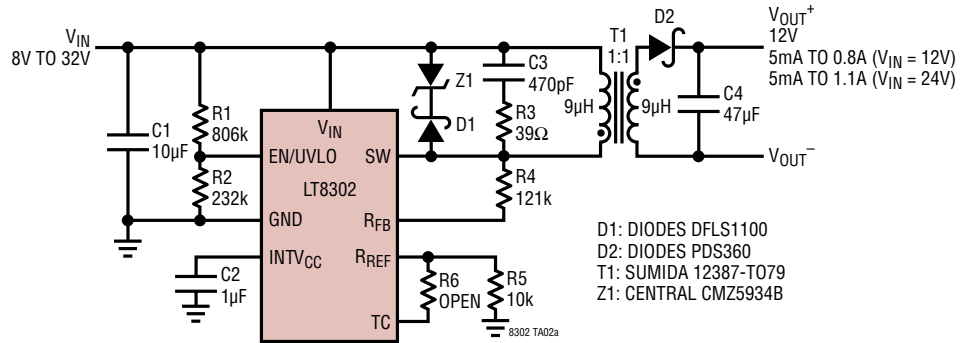 VIN
8V TO 32V
C1
10µF
R1
806k
R2
232k
C2
1µF
VIN
EN/UVLO
SW
LT8302
GND
RFB
INTVCC
RREF
TC
Z1
D1
C3
470pF
R3
39Ω
R4
121k
R6
OPEN
R5
10k
T1
1:1
9µH
9µH
D2
C4
47µF
VOUT+
12V
5mA TO 0.8A (VIN = 12V)
5mA TO 1.1A (VIN = 24V)
VOUT–
D1: DIODES DFLS1100
D2: DIODES PDS360
T1: SUMIDA 12387-TO79
Z1: CENTRAL CMZ5934B
8302 TA02a